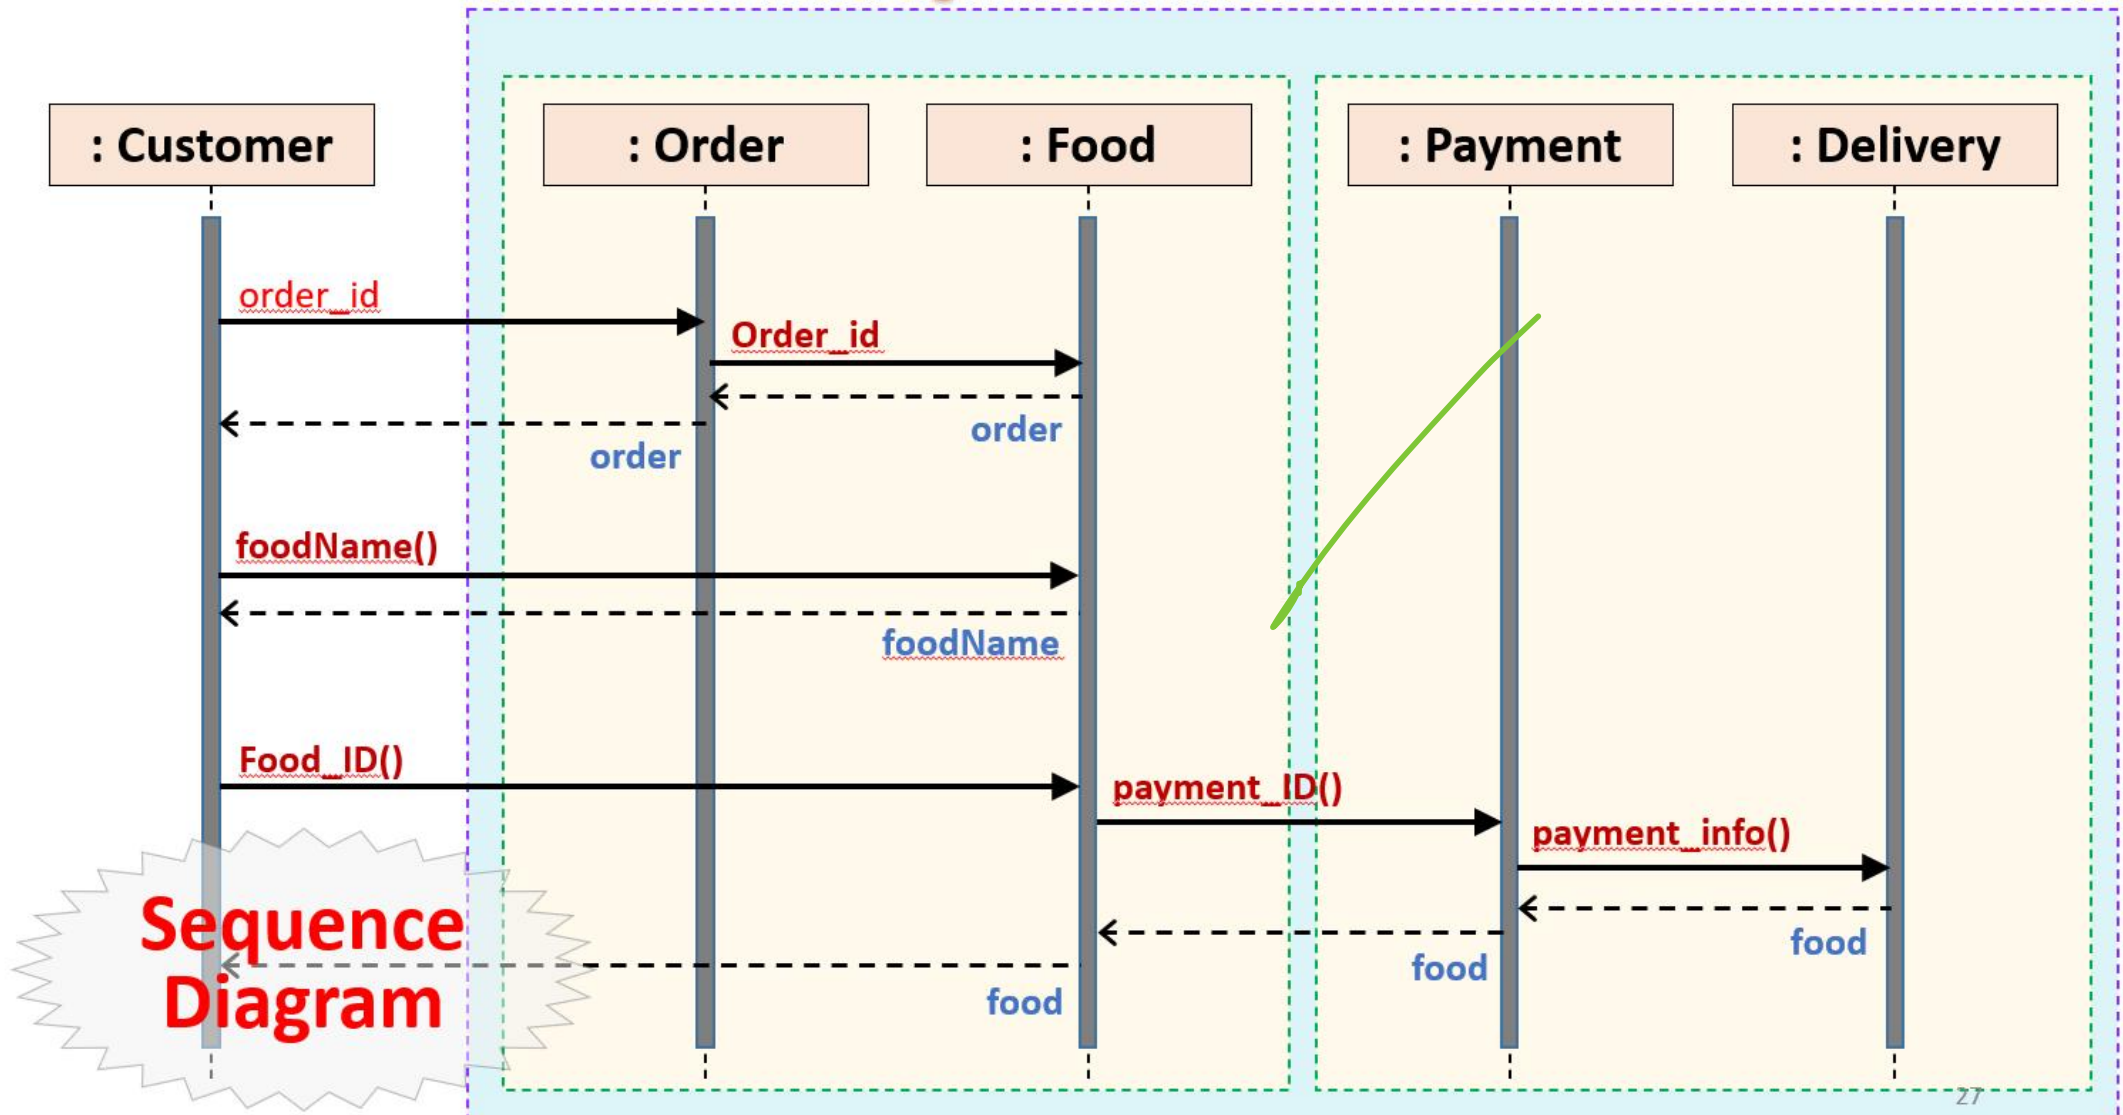 : Customer
: Order
: Food
: Payment
: Delivery
order_id
Order_id
order
order
foodName()
foodName
Food_ID()
payment_ID()
payment_info()
food
food
food
Sequence
Diagram
27